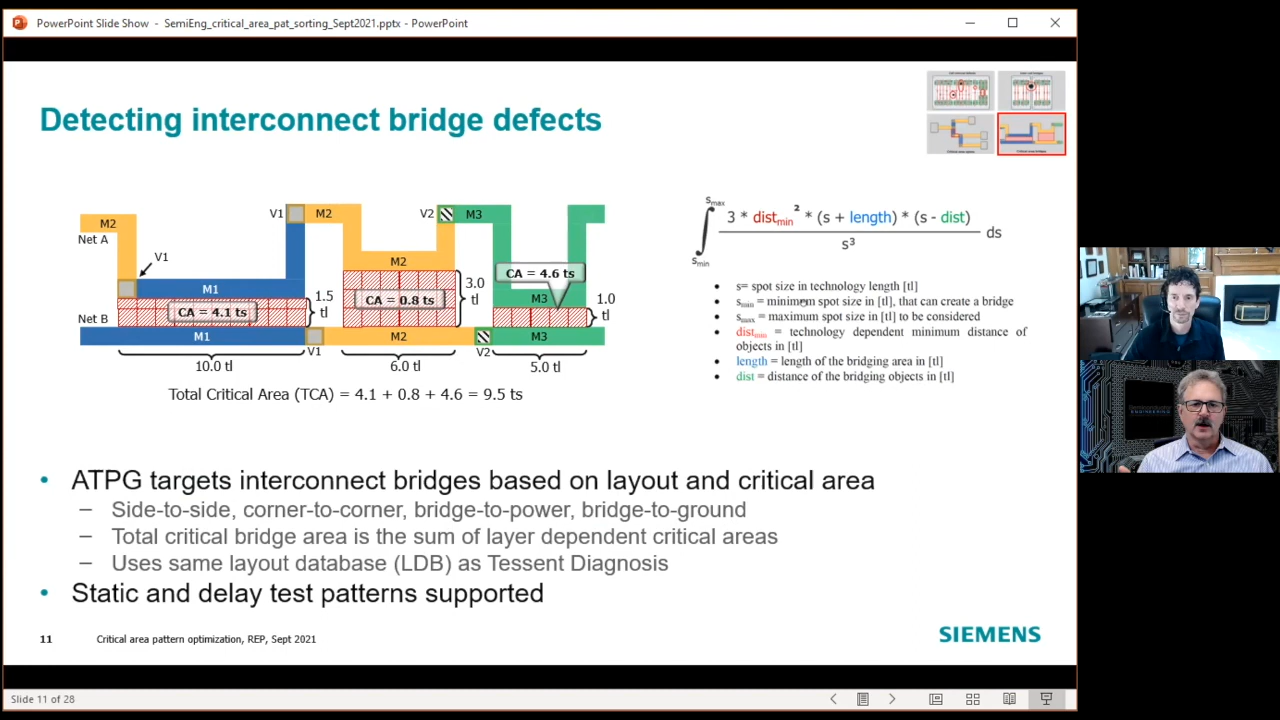 PowerPoint Slide Show - SemiEng_critical_area_pat_sorting_Sept2021.pptx - PowerPoint
Detecting interconnect bridge defects
M2
Net A
V1
V1
M2
V2
M3
M1
M2
M3
CA = 4.1 ts
CA = 0.8 ts
CA = 4.6 ts
1.5
tl
3.0
tl
1.0
tl
Net B
M1
V1
M2
V2
M3
10.0 tl
6.0 tl
5.0 tl
Total Critical Area (TCA) = 4.1 + 0.8 + 4.6 = 9.5 ts
smax
3 * distmin² * (s + length) * (s - dist)
s³
ds
smin
• s= spot size in technology length [tl]
• smin = minimum spot size in [tl], that can create a bridge
• smax = maximum spot size in [tl] to be considered
• distmin = technology dependent minimum distance of
objects in [tl]
• length = length of the bridging area in [tl]
• dist = distance of the bridging objects in [tl]
• ATPG targets interconnect bridges based on layout and critical area
– Side-to-side, corner-to-corner, bridge-to-power, bridge-to-ground
– Total critical bridge area is the sum of layer dependent critical areas
– Uses same layout database (LDB) as Tessent Diagnosis
• Static and delay test patterns supported
11 Critical area pattern optimization, REP, Sept 2021
SIEMENS
Slide 11 of 28